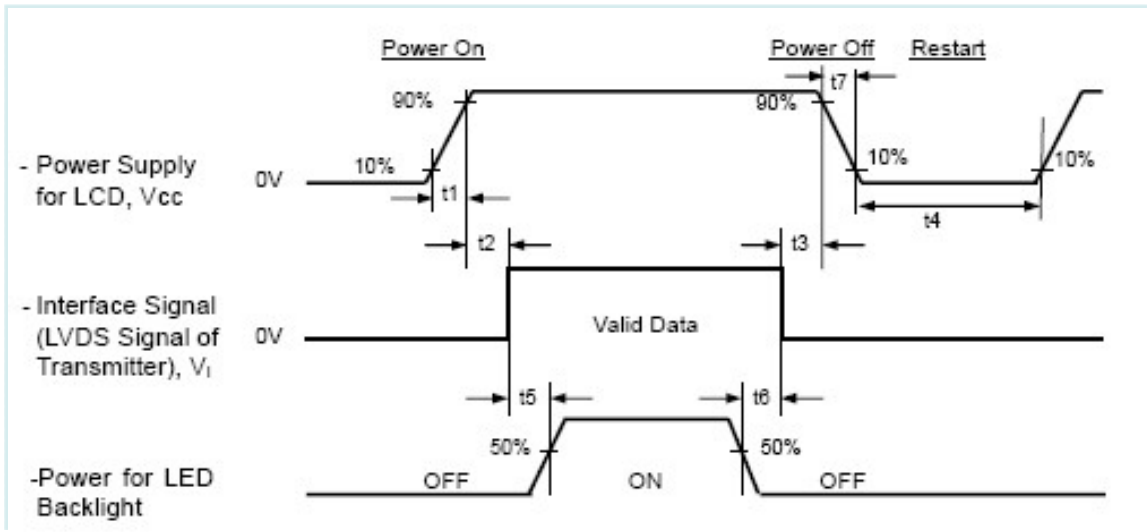 Power On
Power Off
Restart
t7
90%
90%
- Power Supply
for LCD, Vcc
0V
10%
10%
10%
t1
t4
t2
t3
- Interface Signal
(LVDS Signal of
Transmitter), VI
0V
Valid Data
t5
t6
50%
50%
-Power for LED
Backlight
OFF
ON
OFF